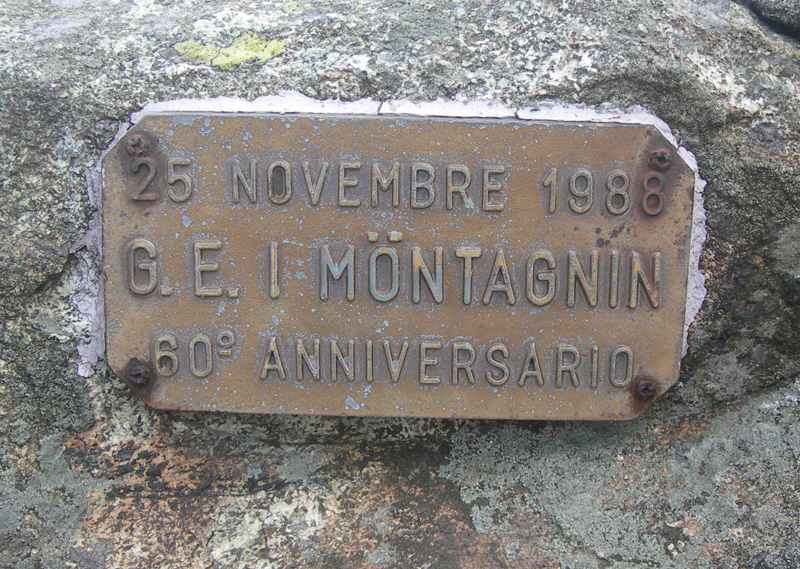 25 NOVEMBRE 1988
G. E. I MÖNTAGNIN
60º ANNIVERSARIO